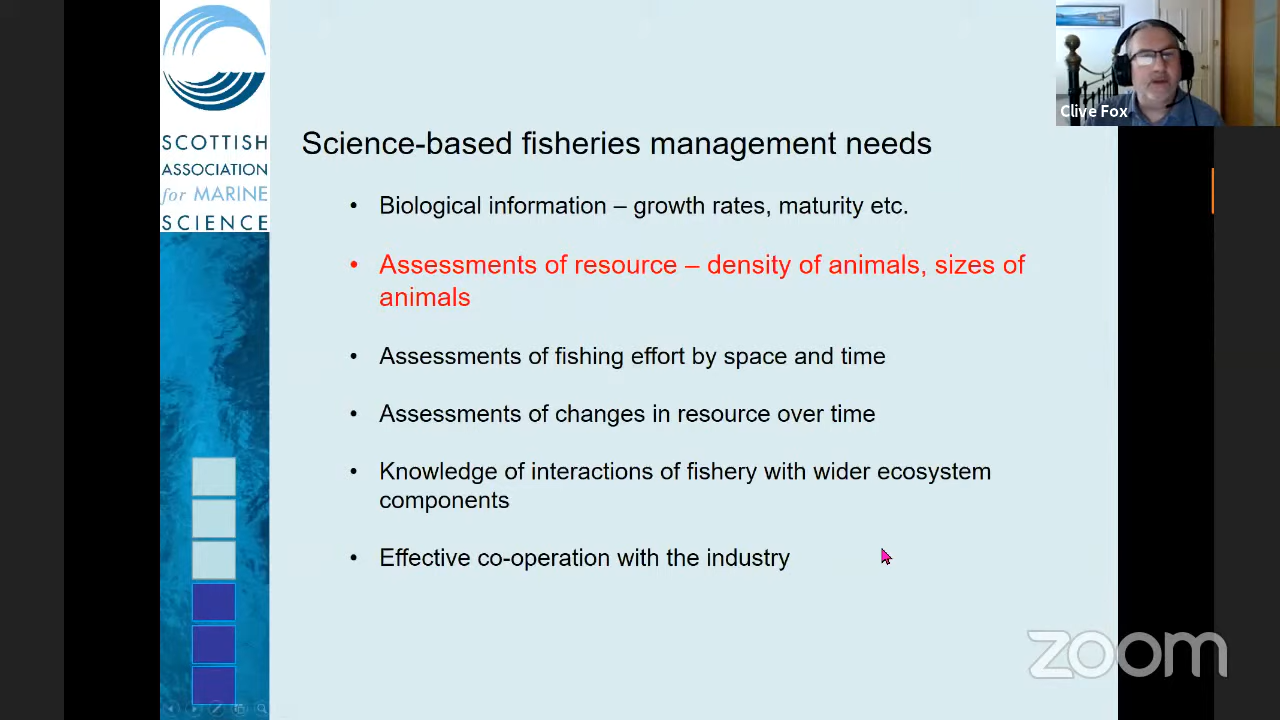 SCOTTISH
ASSOCIATION
for MARINE
SCIENCE
Clive Fox
Science-based fisheries management needs
• Biological information – growth rates, maturity etc.
• Assessments of resource – density of animals, sizes of
animals
• Assessments of fishing effort by space and time
• Assessments of changes in resource over time
• Knowledge of interactions of fishery with wider ecosystem
components
• Effective co-operation with the industry
zoom